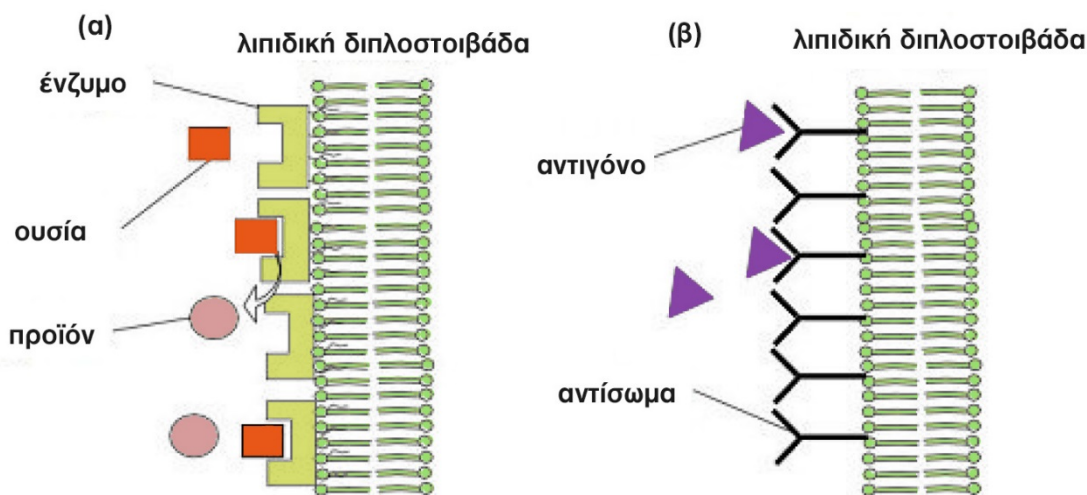 (α)
λιπιδική διπλοστοιβάδα
ένζυμο
ουσία
προϊόν
(β)
λιπιδική διπλοστοιβάδα
αντιγόνο
αντίσωμα